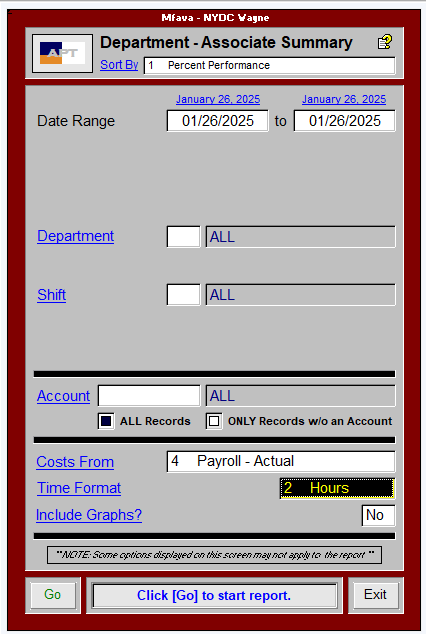 Mfava - NYDC Wagne
APT
Department - Associate Summary
Sort By 1 Percent Performance
January 26, 2025 January 26, 2025
Date Range 01/26/2025 to 01/26/2025
Department ALL
Shift ALL
Account ALL
ALL Records ONLY Records w/o an Account
Costs From 4 Payroll - Actual
Time Format 2 Hours
Include Graphs? No
"NOTE: Some options displayed on this screen may not apply to the report "
Go Click [Go] to start report. Exit